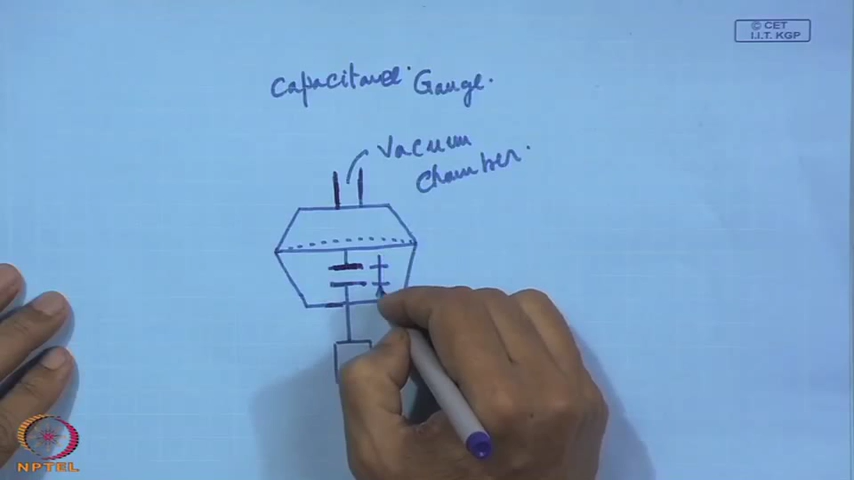 © CET
I.I.T. KGP
Capacitance Gauge.
Vacuum
Chamber.
NPTEL